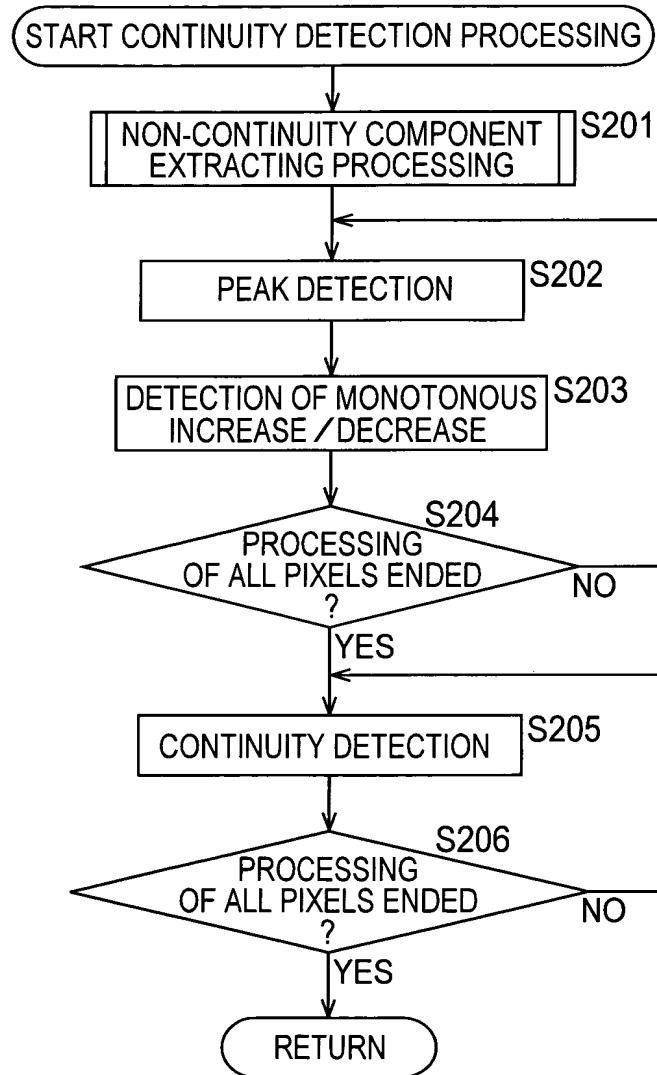 START CONTINUITY DETECTION PROCESSING
NON-CONTINUITY COMPONENT
EXTRACTING PROCESSING
S201
PEAK DETECTION
S202
DETECTION OF MONOTONOUS
INCREASE/DECREASE
S203
S204
PROCESSING
OF ALL PIXELS ENDED
?
NO
YES
CONTINUITY DETECTION
S205
S206
PROCESSING
OF ALL PIXELS ENDED
?
NO
YES
RETURN